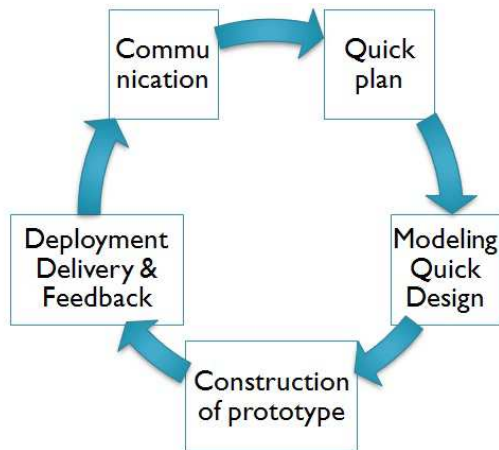 Commu
nication
Quick
plan
Modeling
Quick
Design
Construction
of prototype
Deployment
Delivery &
Feedback